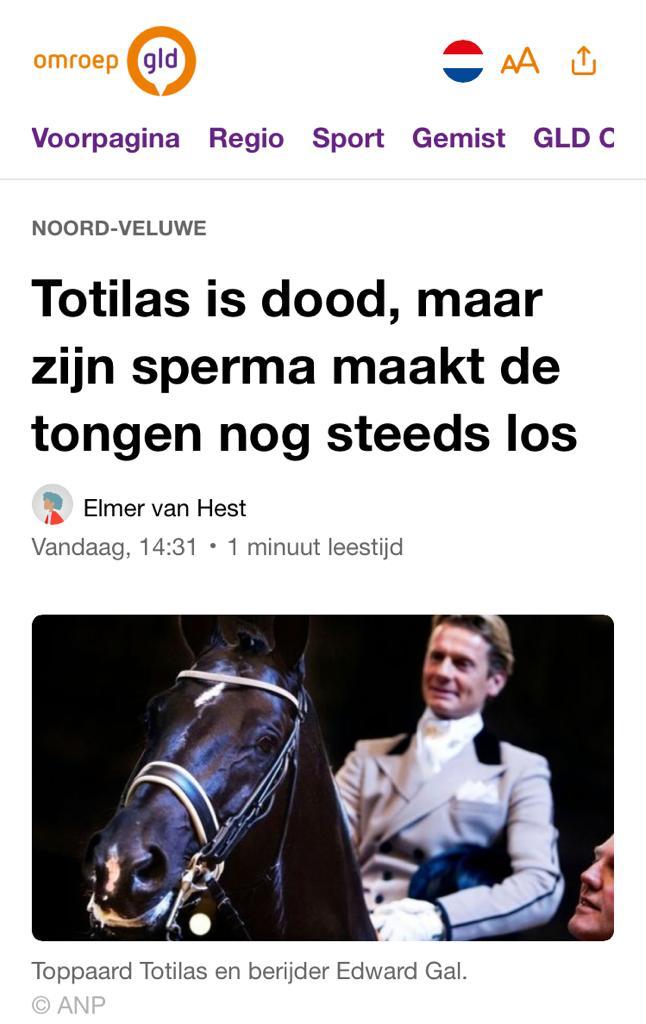 omroep gld
AA
Voorpagina Regio Sport Gemist GLD C
NOORD-VELUWE
Totilas is dood, maar
zijn sperma maakt de
tongen nog steeds los
Elmer van Hest
Vandaag, 14:31 • 1 minuut leestijd
Toppaard Totilas en berijder Edward Gal.
© ANP